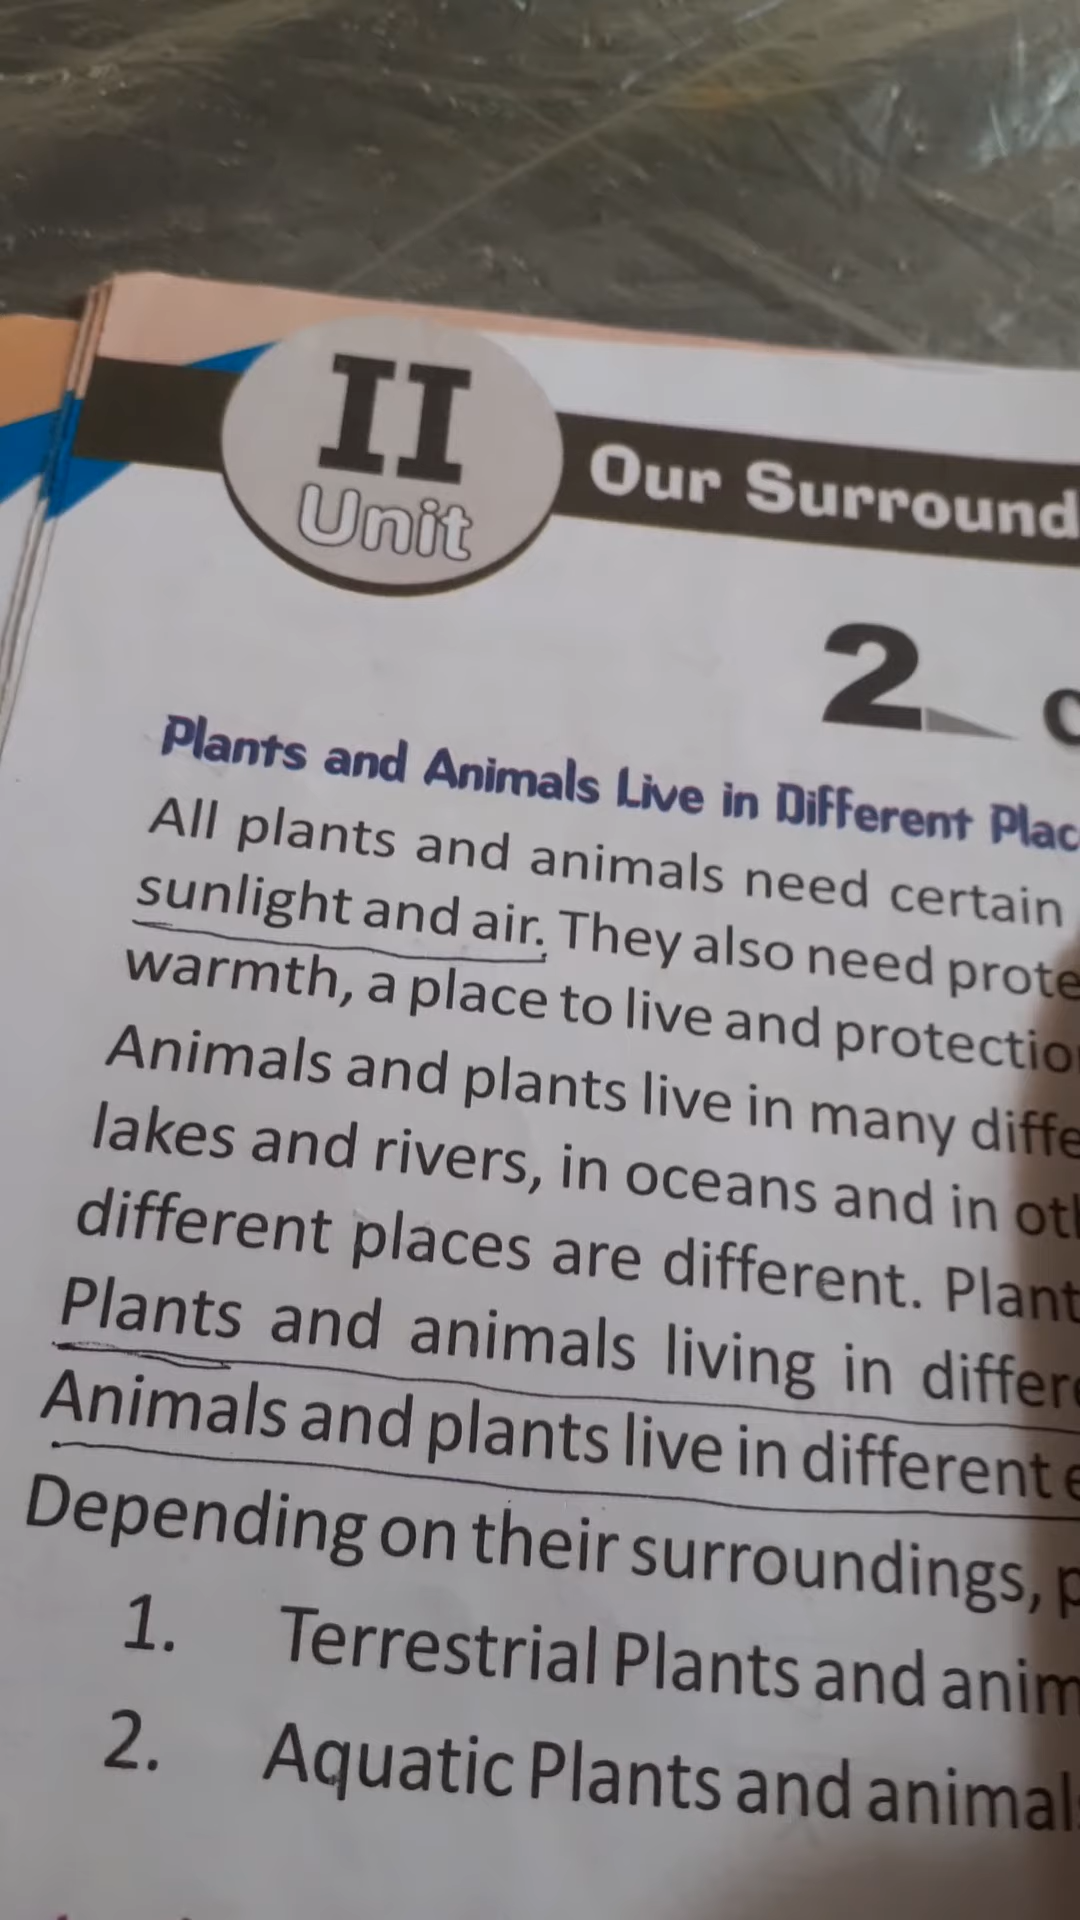 II
Unit
Our Surround
2
Plants and Animals Live in Different Plac
All plants and animals need certain
sunlight and air. They also need prote
warmth, a place to live and protectio
Animals and plants live in many diffe
lakes and rivers, in oceans and in ot
different places are different. Plant
Plants and animals living in differe
Animals and plants live in different e
Depending on their surroundings, p
1. Terrestrial Plants and anim
2. Aquatic Plants and animals